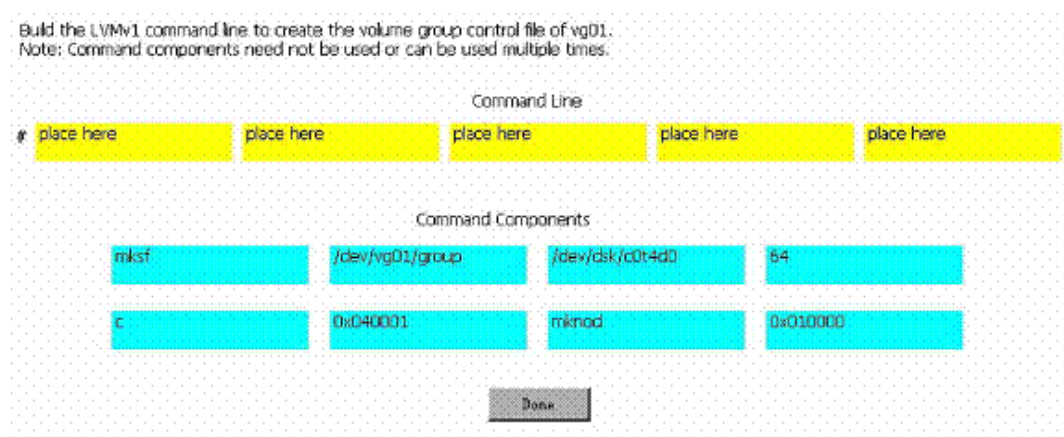 Build the LVMv1 command line to create the volume group control file of vg01.
Note: Command components need not be used or can be used multiple times.
Command Line
# place here place here place here place here place here
Command Components
mksf /dev/vg01/group /dev/dsk/c0t4d0 64
c 0x040001 mknod 0x010000
Done